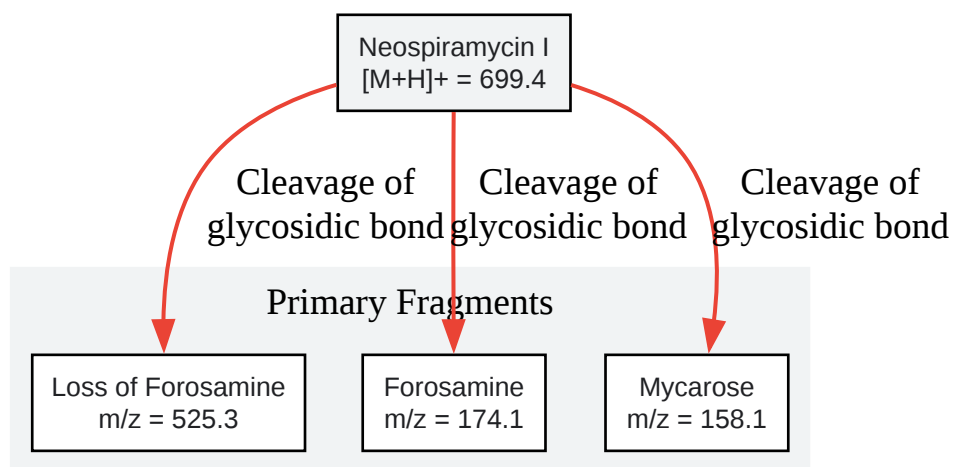 Neospiramycin I
[M+H]+ = 699.4
Cleavage of
glycosidic bond
Cleavage of
glycosidic bond
Cleavage of
glycosidic bond
Primary Fragments
Loss of Forosamine
m/z = 525.3
Forosamine
m/z = 174.1
Mycarose
m/z = 158.1